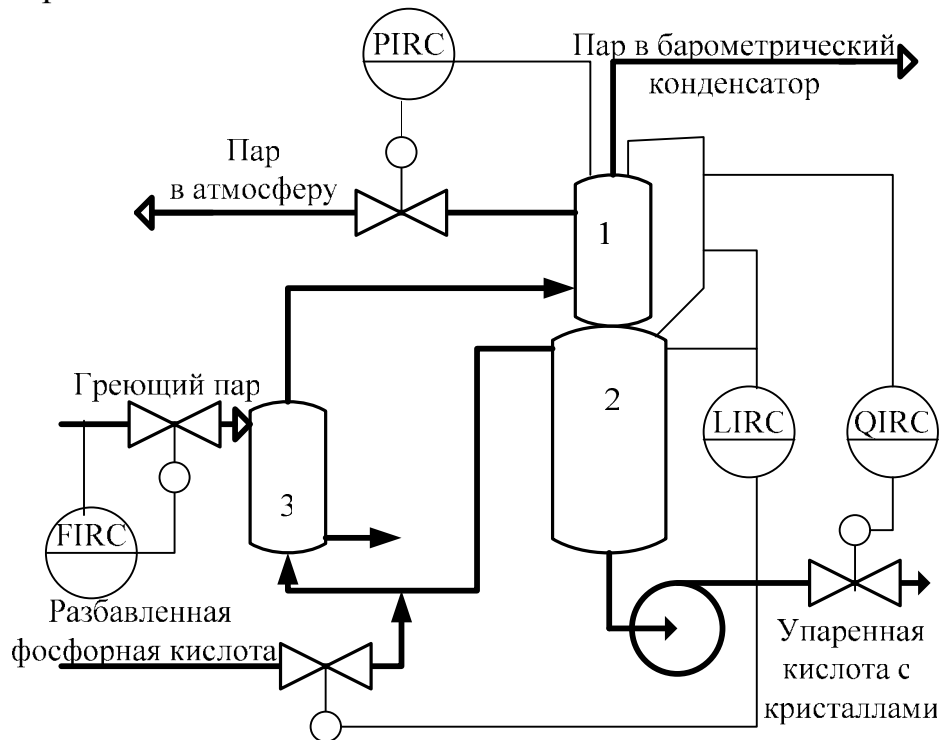 PIRC
Пар в барометрический
конденсатор
Пар
в атмосферу
1
Греющий пар
2
LIRC
QIRC
3
FIRC
Разбавленная
фосфорная кислота
Упаренная
кислота с
кристаллами